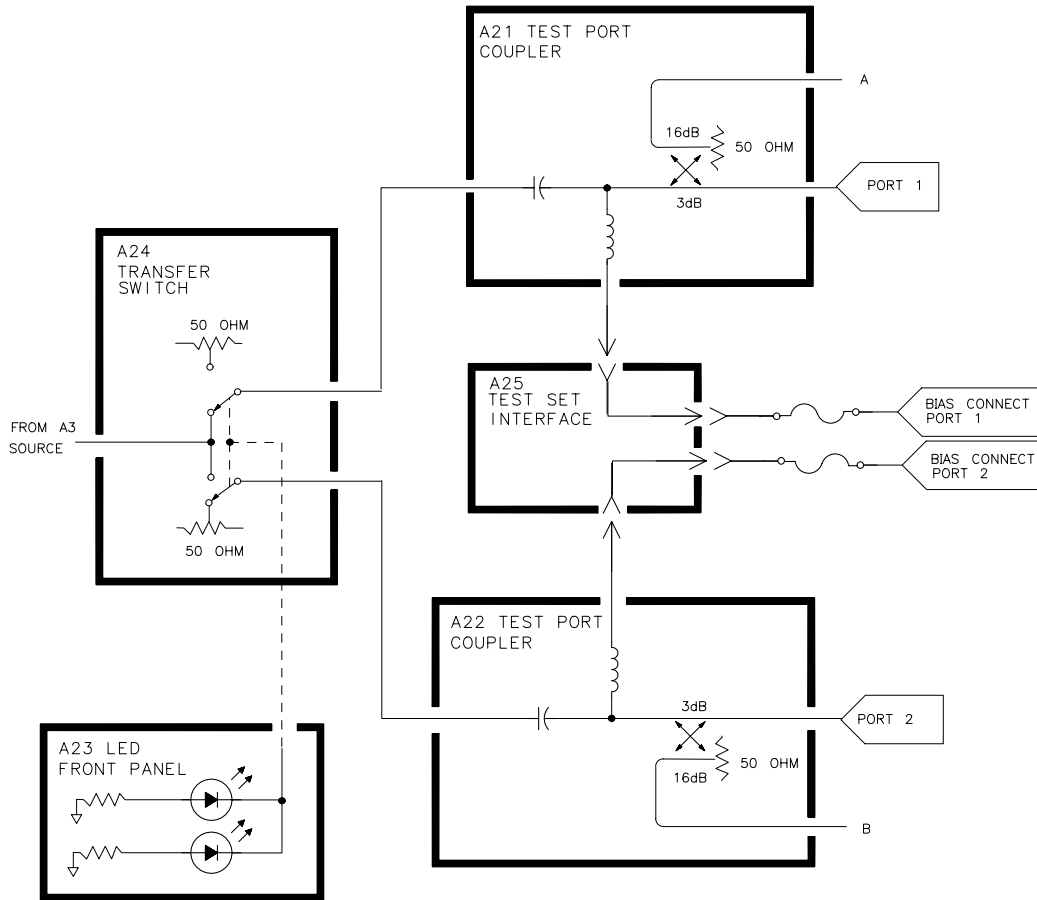 A21 TEST PORT
COUPLER
A
16dB
50 OHM
3dB
PORT 1
A24
TRANSFER
SWITCH
50 OHM
FROM A3
SOURCE
50 OHM
A25
TEST SET
INTERFACE
BIAS CONNECT
PORT 1
BIAS CONNECT
PORT 2
A22 TEST PORT
COUPLER
3dB
PORT 2
16dB
50 OHM
B
A23 LED
FRONT PANEL